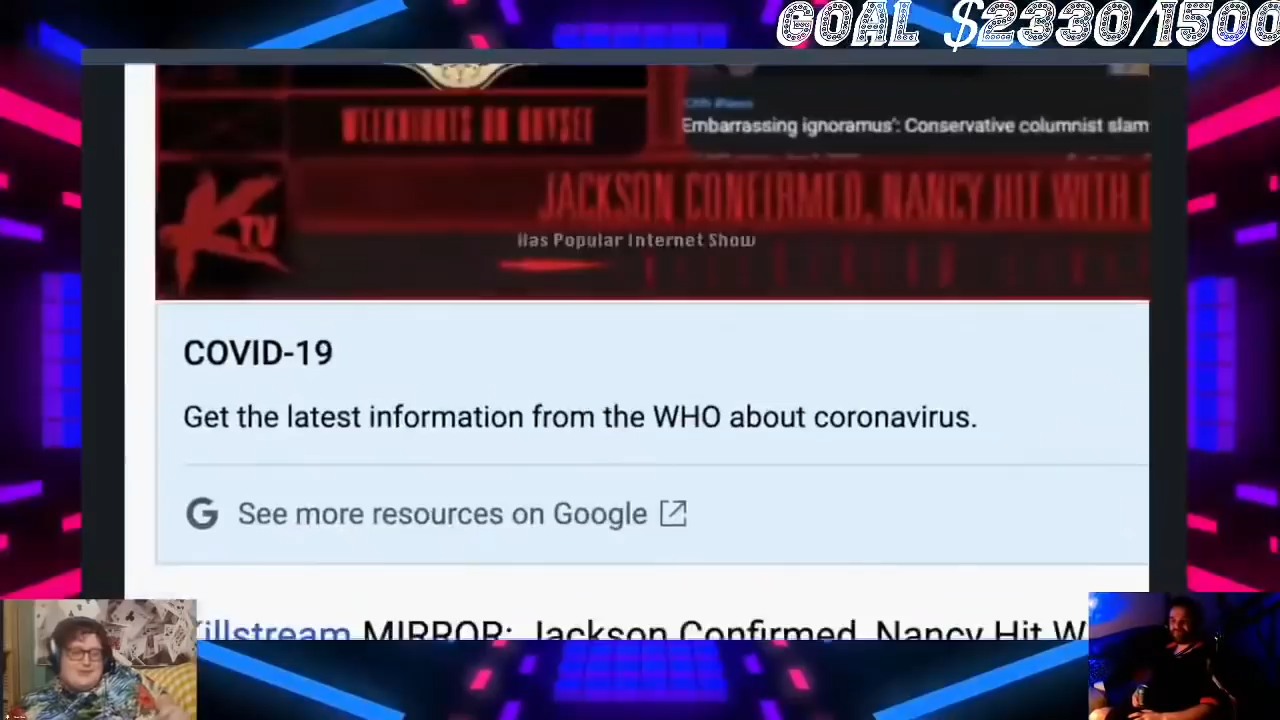 GOAL $2330/1500
WEEKNIGHTS ON ODYSEE
Embarrassing ignoramus': Conservative columnist slam
JACKSON CONFIRMED, NANCY HIT WITH
KTV
Has Popular Internet Show
COVID-19
Get the latest information from the WHO about coronavirus.
G See more resources on Google
illstream MIRROR: Jackson Confirmed, Nancy Hit W